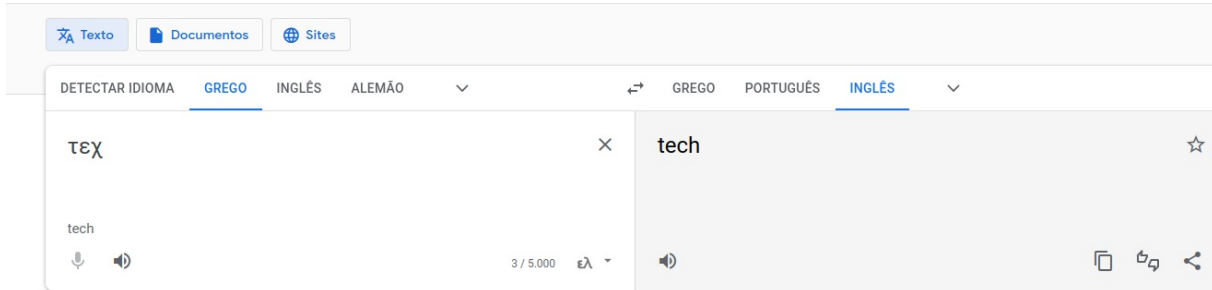 Texto Documentos Sites
DETECTAR IDIOMA GREGO INGLÊS ALEMÃO GREGO PORTUGUÊS INGLÊS
τεχ tech
tech
3 / 5.000 ελ